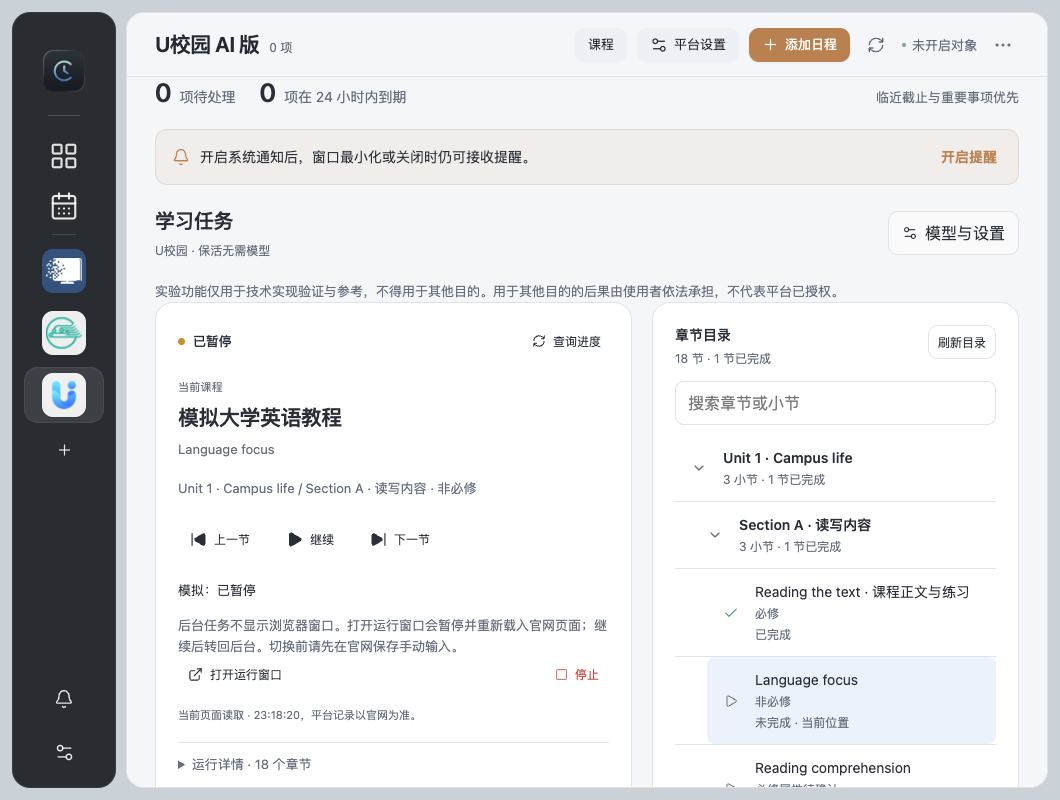 U校园 AI 版 0 项
课程
平台设置
添加日程
未开启对象
0 项待处理 0 项在 24 小时内到期
临近截止与重要事项优先
开启系统通知后，窗口最小化或关闭时仍可接收提醒。
开启提醒
学习任务
U校园 · 保活无需模型
模型与设置
实验功能仅用于技术实现验证与参考，不得用于其他目的。用于其他目的的后果由使用者依法承担，不代表平台已授权。
已暂停
查询进度
当前课程
模拟大学英语教程
Language focus
Unit 1 · Campus life / Section A · 读写内容 · 非必修
上一节
继续
下一节
模拟：已暂停
后台任务不显示浏览器窗口。打开运行窗口会暂停并重新载入官网页面；继
续后转回后台。切换前请先在官网保存手动输入。
打开运行窗口
停止
当前页面读取 · 23:18:20，平台记录以官网为准。
运行详情 · 18 个章节
章节目录
18 节 · 1 节已完成
刷新目录
搜索章节或小节
Unit 1 · Campus life
3 小节 · 1 节已完成
Section A · 读写内容
3 小节 · 1 节已完成
Reading the text · 课程正文与练习
必修
已完成
Language focus
非必修
未完成 · 当前位置
Reading comprehension